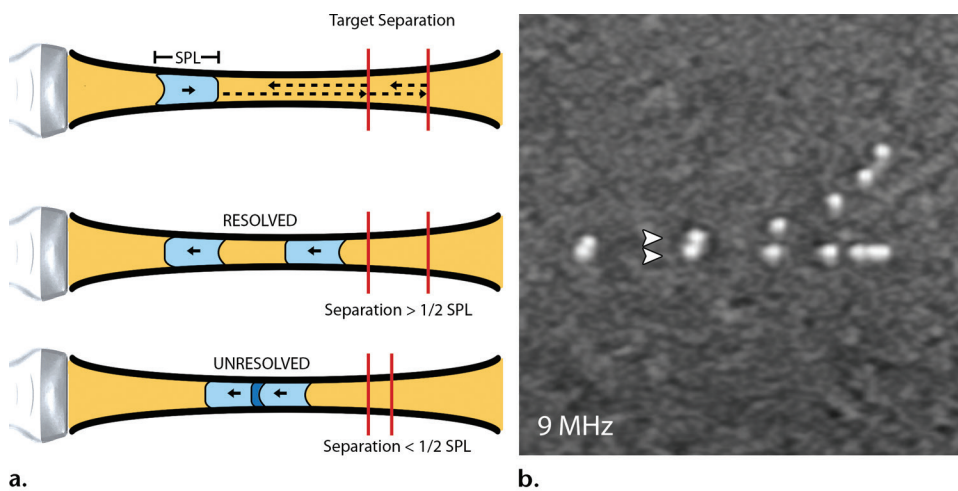 Target Separation
SPL
RESOLVED
Separation > 1/2 SPL
UNRESOLVED
Separation < 1/2 SPL
a.
9 MHz
b.